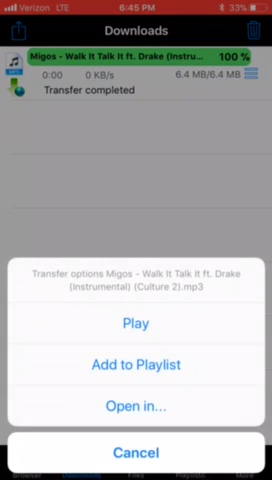 Verizon LTE 6:45 PM 33%
Downloads
Migos - Walk It Talk It ft. Drake (Instru... 100 %
0:00 0 KB/s 6.4 MB/6.4 MB
Transfer completed
Transfer options Migos - Walk It Talk It ft. Drake
(Instrumental) (Culture 2).mp3
Play
Add to Playlist
Open in...
Cancel
Browser Downloads Files Playlists More